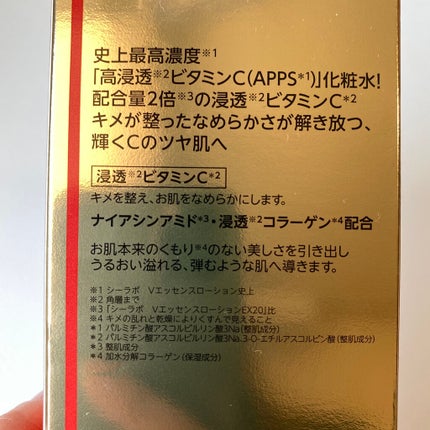 史上最高濃度※1
「高浸透※2ビタミンC(APPS*1)」化粧水!
配合量2倍※3の浸透※2ビタミンC*2
キメが整ったなめらかさが解き放つ、
輝くCのツヤ肌へ
浸透※2ビタミンC*2
キメを整え、お肌をなめらかにします。
ナイアシンアミド*3・浸透※2コラーゲン*4配合
お肌本来のくもり※4のない美しさを引き出し
うるおい溢れる、弾むような肌へ導きます。
※1 シーラボ Vエッセンスローション史上
※2 角層まで
※3 「シーラボ VエッセンスローションEX20」比
※4 キメの乱れと乾燥によりくすんで見えること
*1 パルミチン酸アスコルビルリン酸3Na(整肌成分)
*2 パルミチン酸アスコルビルリン酸3Na、3-O-エチルアスコルビン酸(整肌成分)
*3 整肌成分
*4 加水分解コラーゲン(保湿成分)